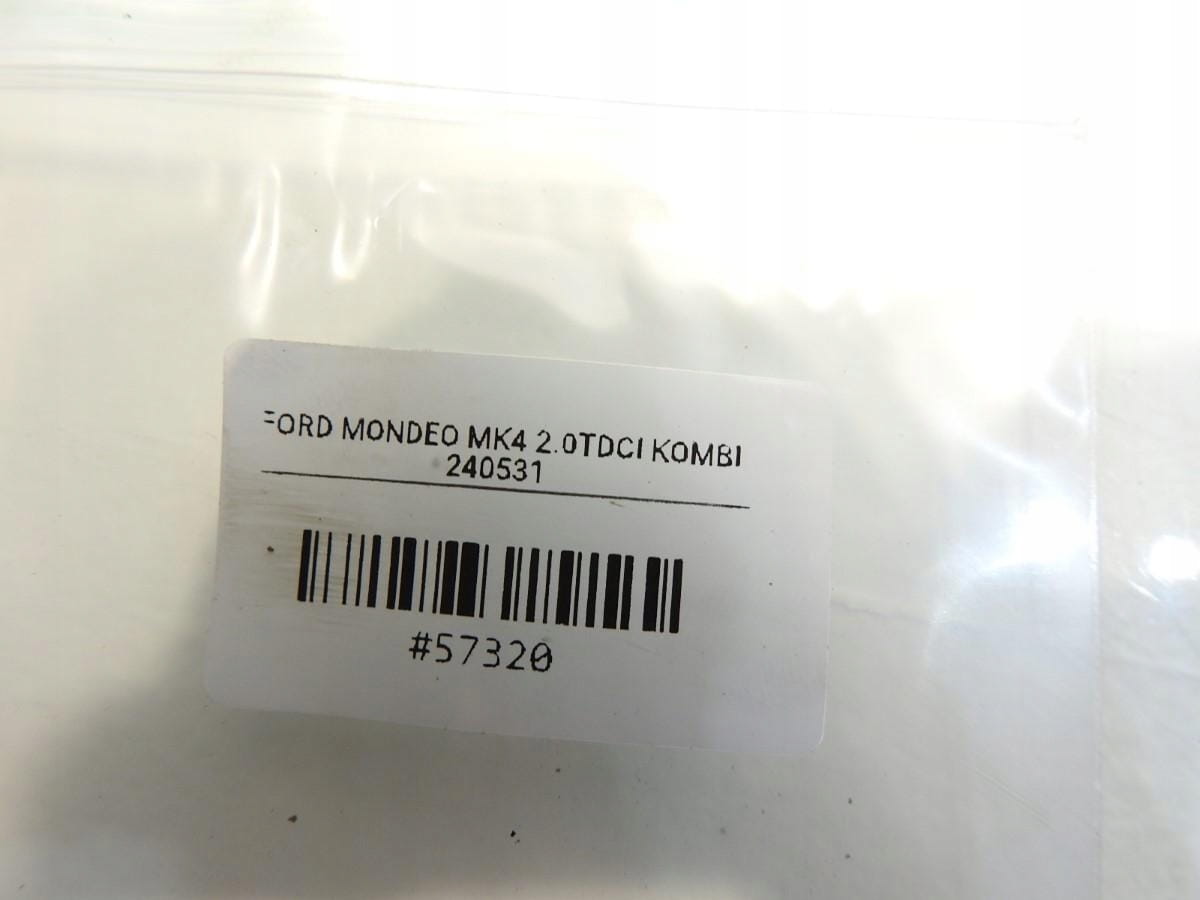 FORD MONDEO MK4 2.0TDCI KOMBI
240531
#57320